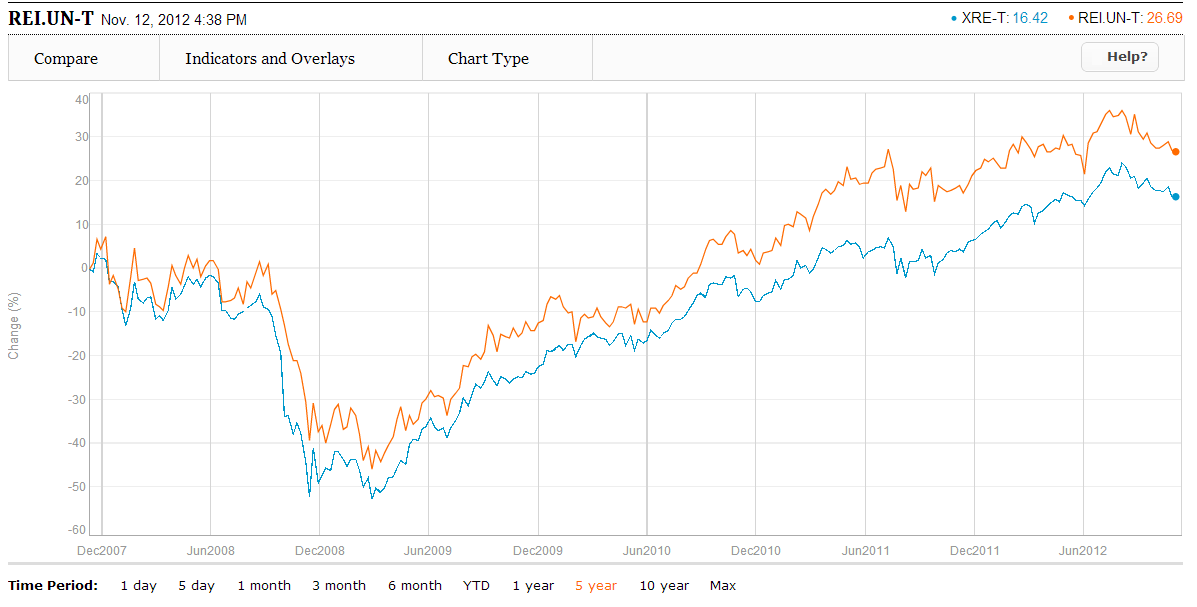 REI.UN-T Nov. 12, 2012 4:38 PM • XRE-T: 16.42 • REI.UN-T: 26.69
Compare Indicators and Overlays Chart Type Help?
40
30
20
10
0
-10
-20
-30
-40
-50
-60
Change (%)
Dec2007 Jun2008 Dec2008 Jun2009 Dec2009 Jun2010 Dec2010 Jun2011 Dec2011 Jun2012
Time Period: 1 day 5 day 1 month 3 month 6 month YTD 1 year 5 year 10 year Max